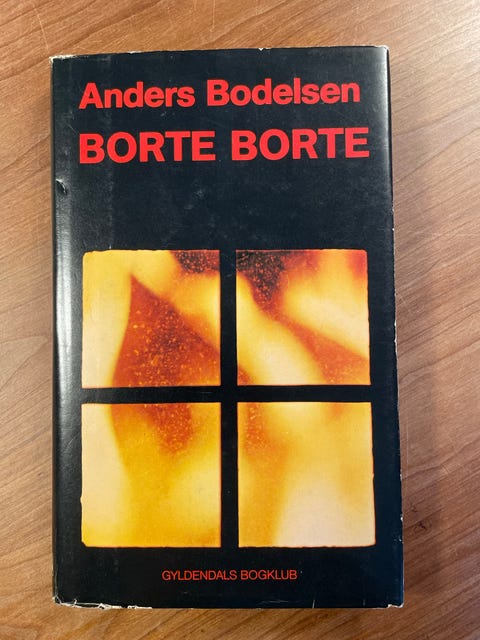 Anders Bodelsen
BORTE BORTE
GYLDENDALS BOGKLUB